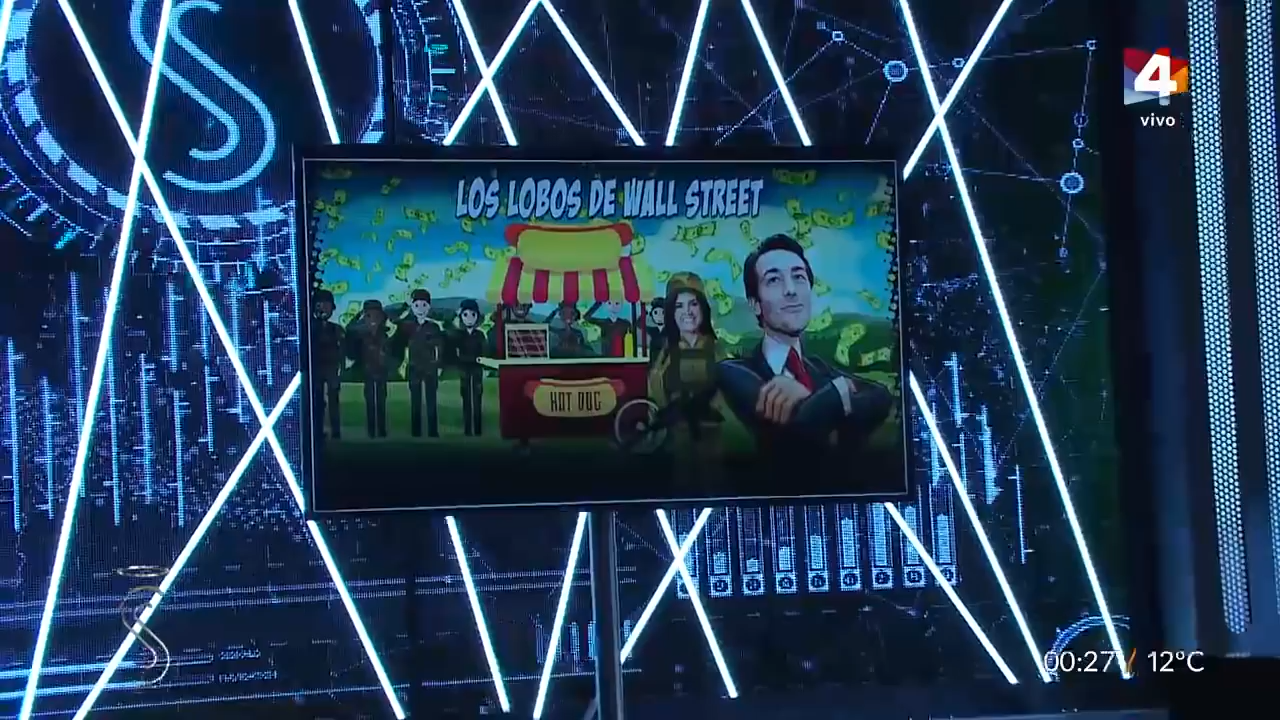 4
vivo
LOS LOBOS DE WALL STREET
HOT DOG
00:27 / 12°C